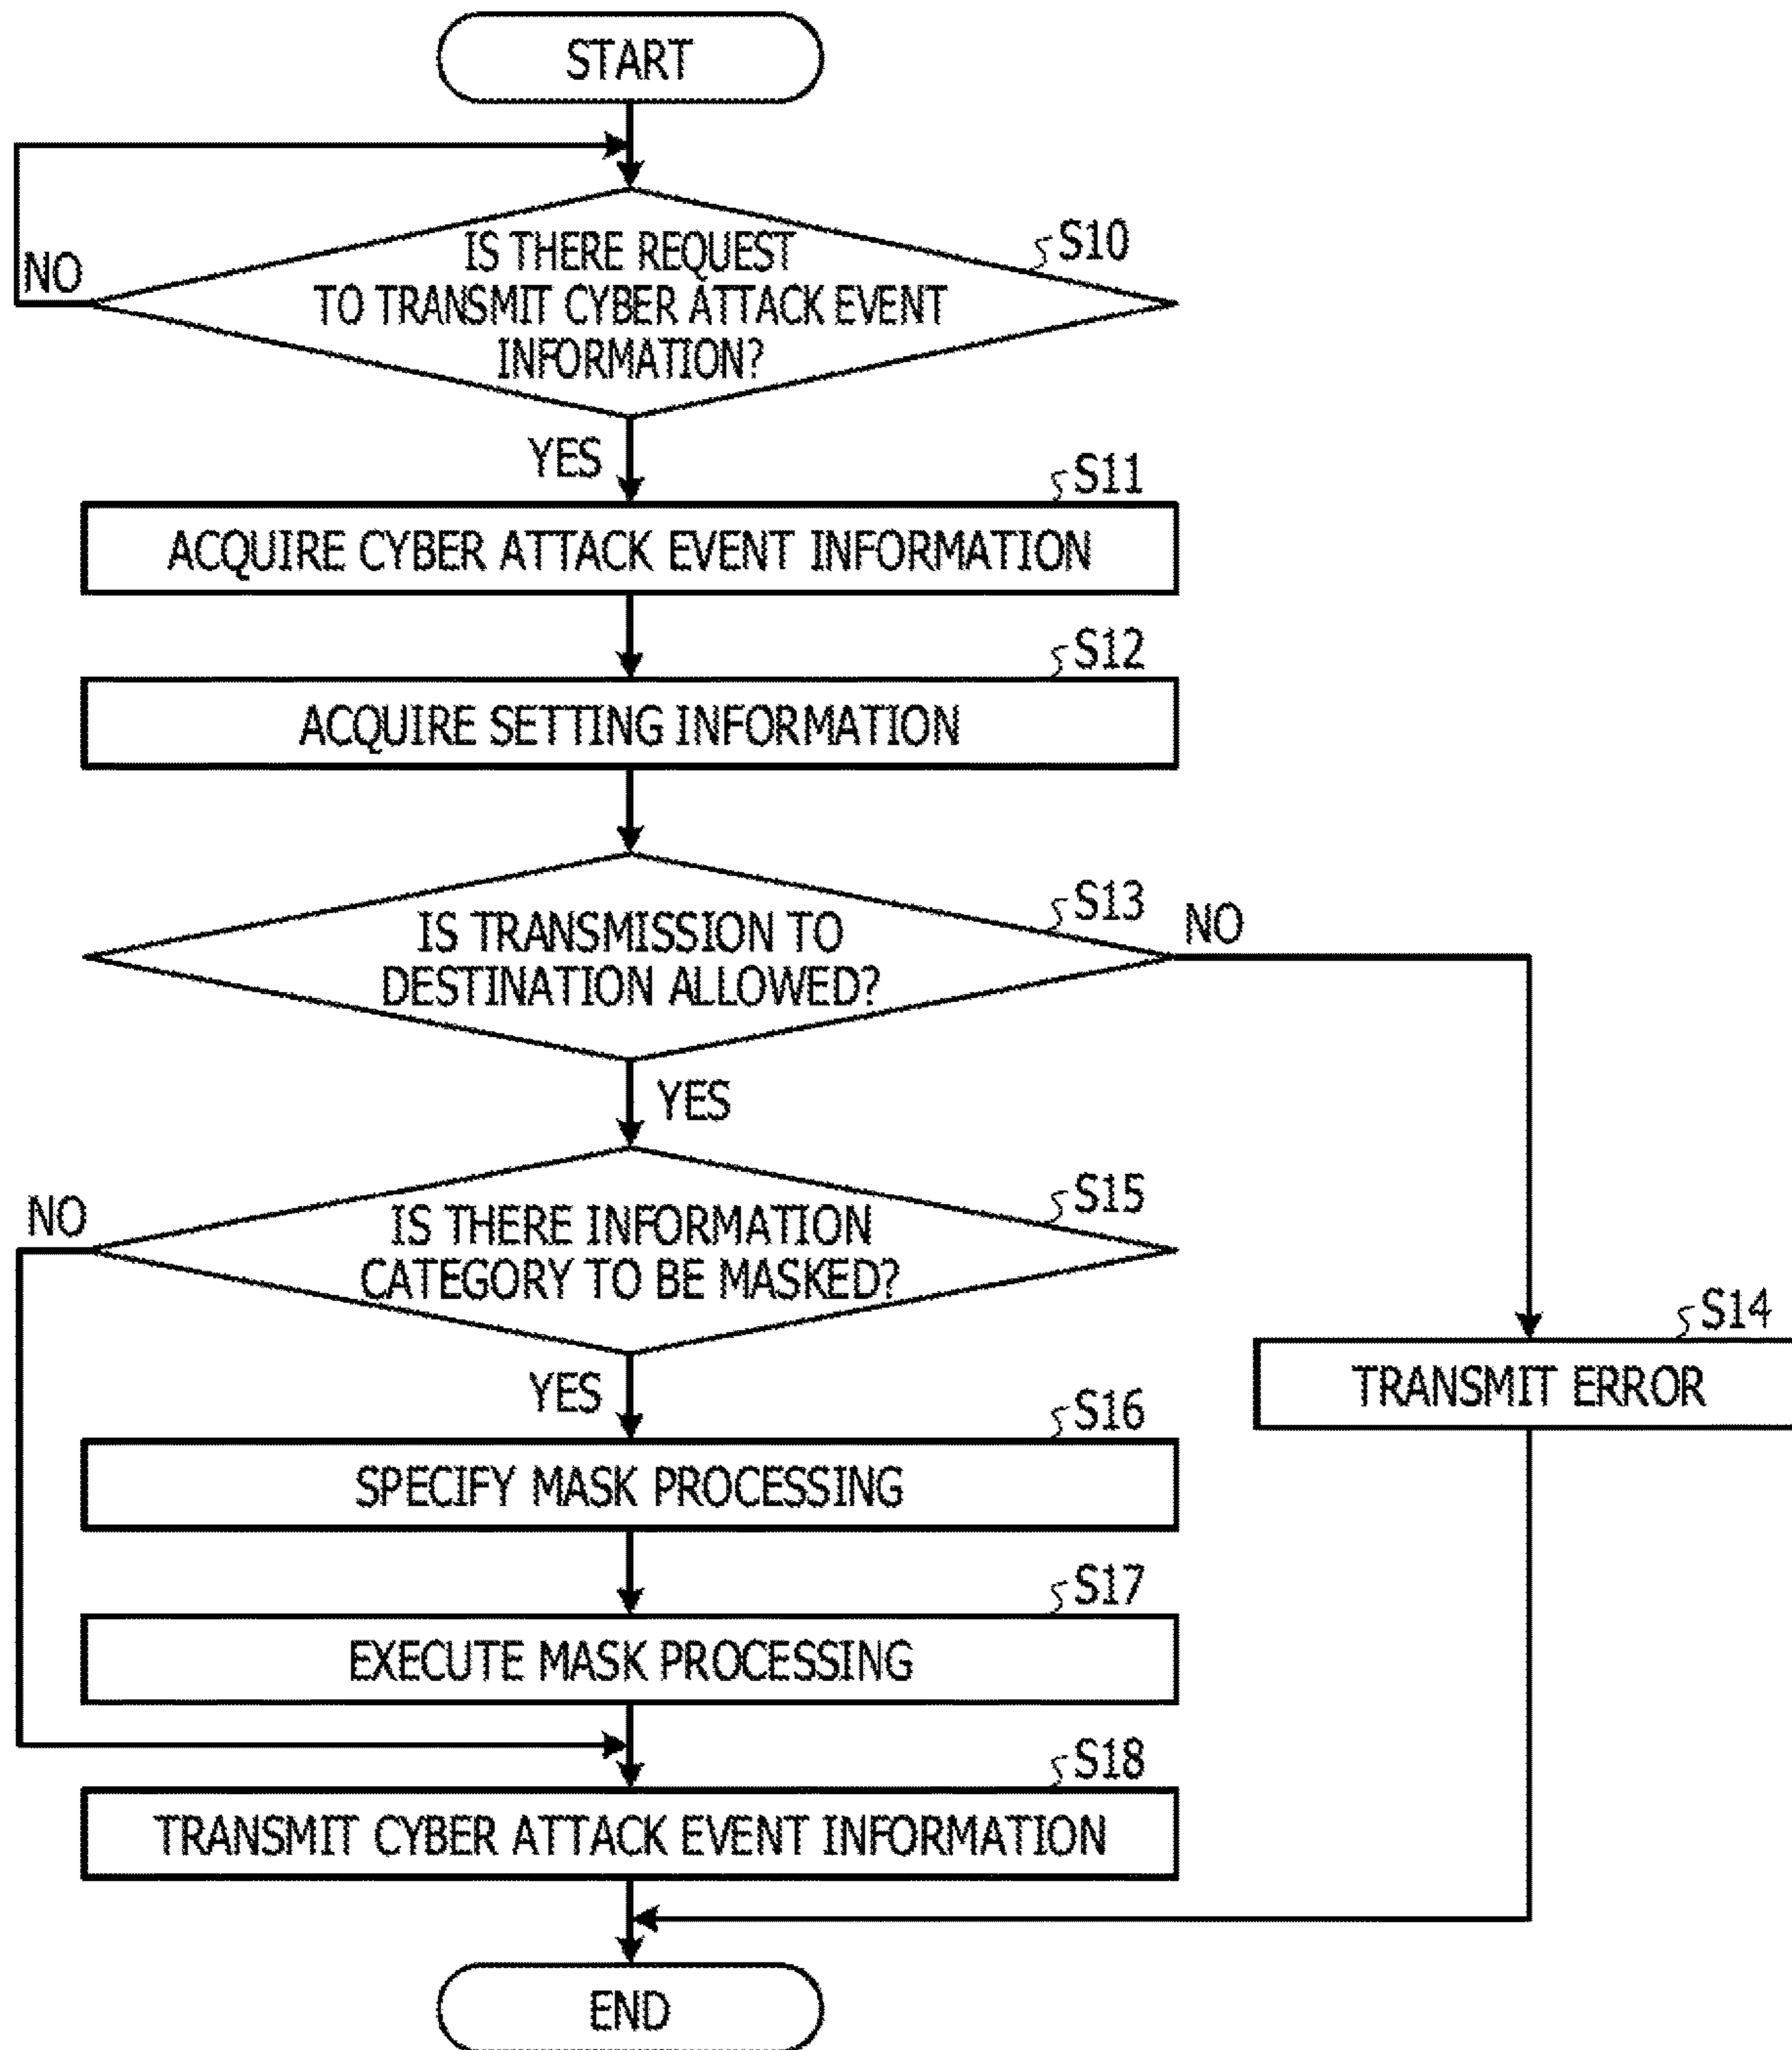 START
S10
IS THERE REQUEST
TO TRANSMIT CYBER ATTACK EVENT
INFORMATION?
NO
YES
S11
ACQUIRE CYBER ATTACK EVENT INFORMATION
S12
ACQUIRE SETTING INFORMATION
S13
IS TRANSMISSION TO
DESTINATION ALLOWED?
NO
YES
S15
IS THERE INFORMATION
CATEGORY TO BE MASKED?
NO
YES
S14
TRANSMIT ERROR
S16
SPECIFY MASK PROCESSING
S17
EXECUTE MASK PROCESSING
S18
TRANSMIT CYBER ATTACK EVENT INFORMATION
END